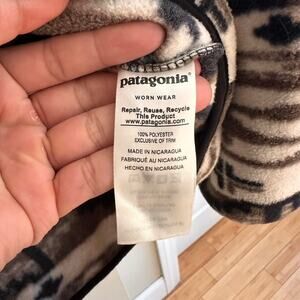 patagonia®
WORN WEAR
Repair, Reuse, Recycle
This Product
www.patagonia.com
100% POLYESTER
EXCLUSIVE OF TRIM
MADE IN NICARAGUA
FABRIQUÉ AU NICARAGUA
HECHO EN NICARAGUA